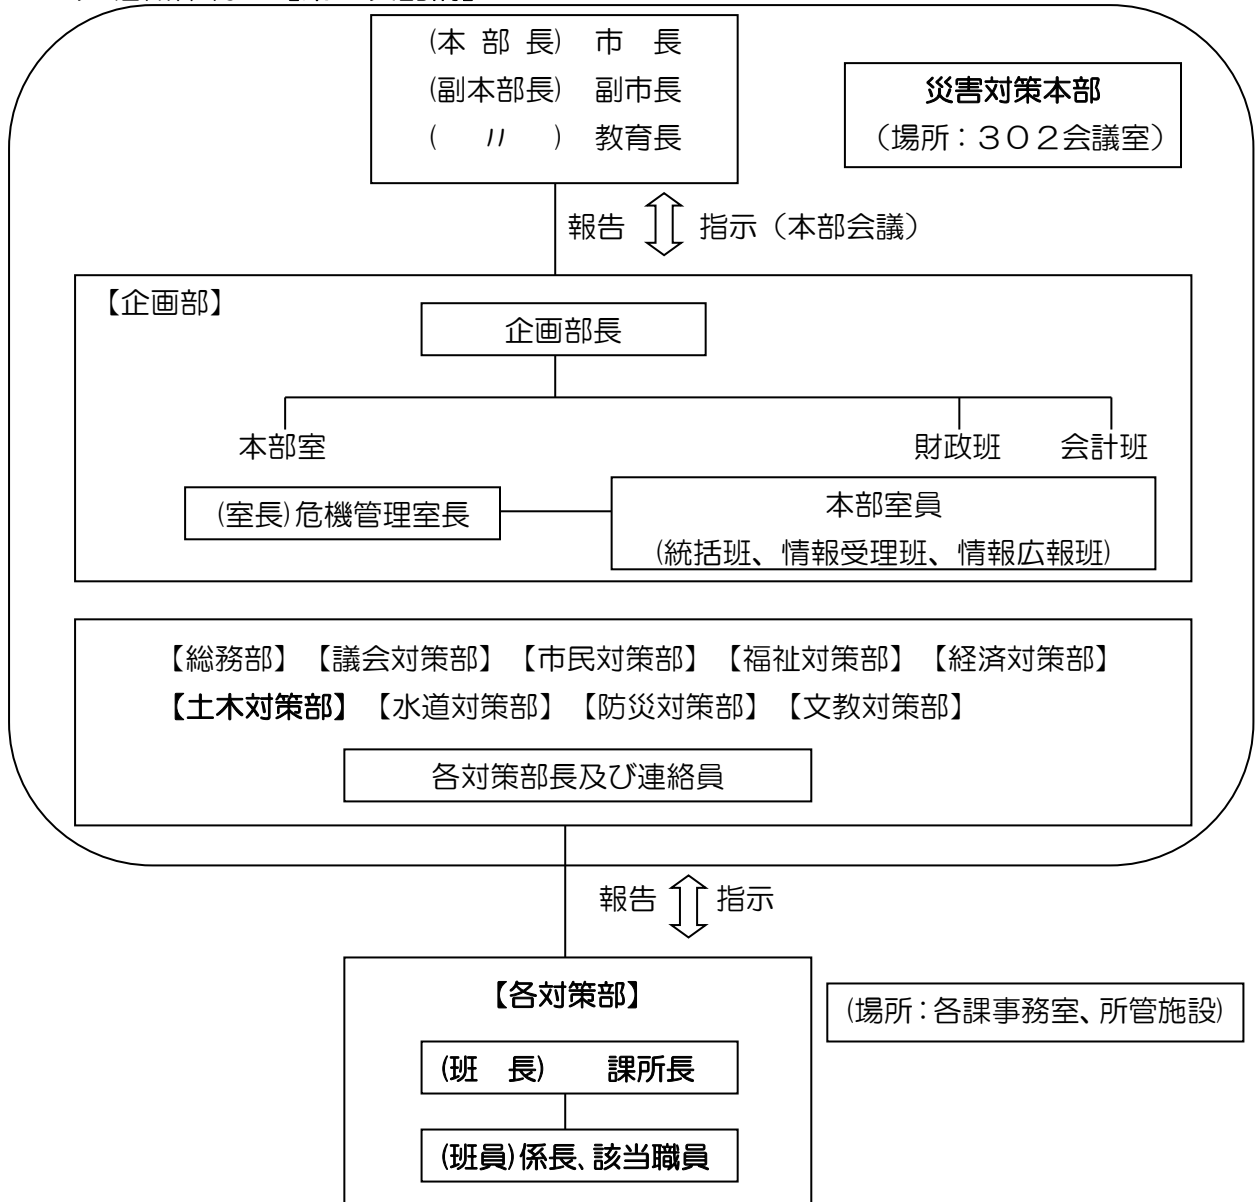 (本 部 長) 市 長
(副本部長) 副市長
( 〃 ) 教育長
災害対策本部
（場所：３０２会議室）
報告 指示（本部会議）
【企画部】
企画部長
本部室 財政班 会計班
(室長)危機管理室長
本部室員
(統括班、情報受理班、情報広報班)
【総務部】【議会対策部】【市民対策部】【福祉対策部】【経済対策部】
【土木対策部】【水道対策部】【防災対策部】【文教対策部】
各対策部長及び連絡員
報告 指示
【各対策部】
(場所：各課事務室、所管施設)
(班 長) 課所長
(班員)係長、該当職員